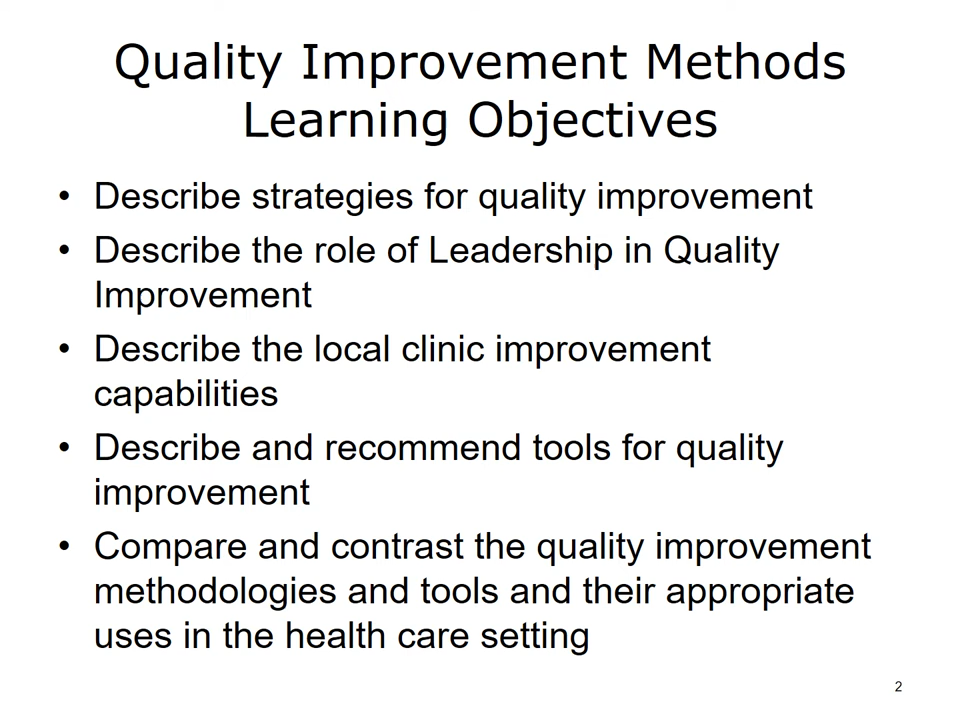 Quality Improvement Methods
Learning Objectives
• Describe strategies for quality improvement
• Describe the role of Leadership in Quality
Improvement
• Describe the local clinic improvement
capabilities
• Describe and recommend tools for quality
improvement
• Compare and contrast the quality improvement
methodologies and tools and their appropriate
uses in the health care setting
2